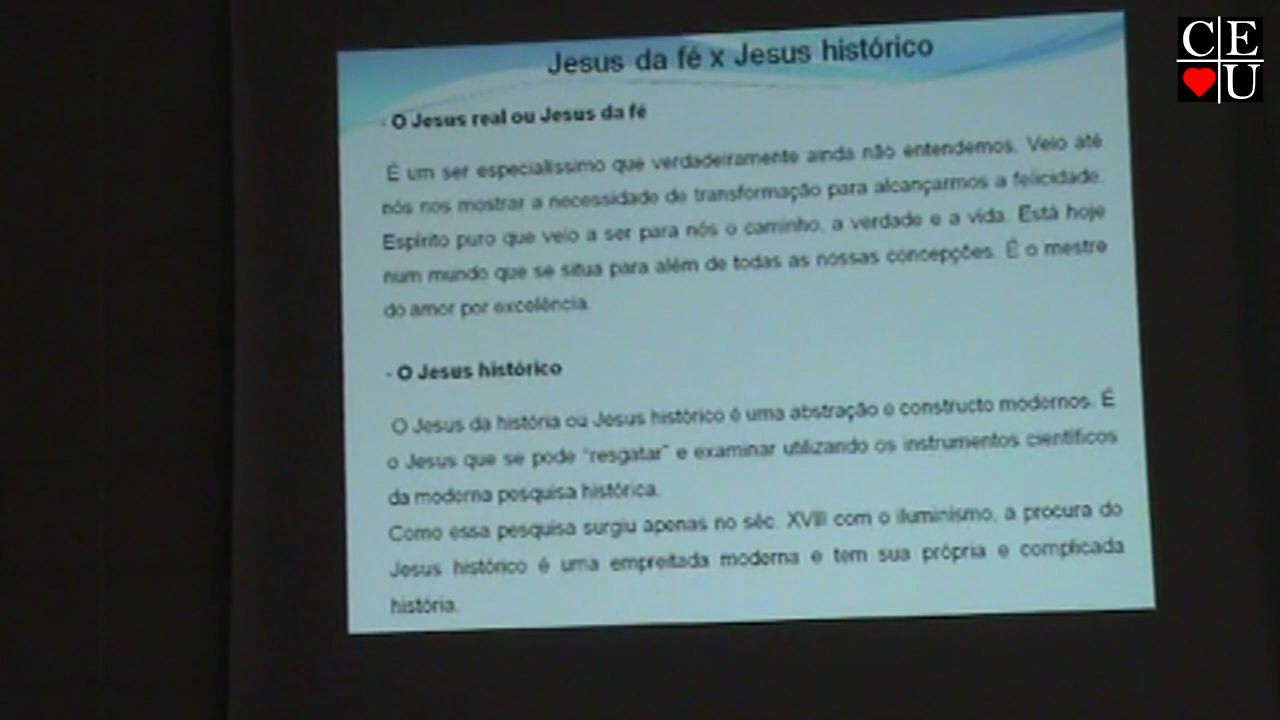 Jesus da fé x Jesus histórico
- O Jesus real ou Jesus da fé
É um ser especialíssimo que verdadeiramente ainda não entendemos. Veio até
nós nos mostrar a necessidade de transformação para alcançarmos a felicidade.
Espírito puro que veio a ser para nós o caminho, a verdade e a vida. Está hoje
num mundo que se situa para além de todas as nossas concepções. É o mestre
do amor por excelência.
- O Jesus histórico
O Jesus da história ou Jesus histórico é uma abstração e constructo modernos. É
o Jesus que se pode "resgatar" e examinar utilizando os instrumentos científicos
da moderna pesquisa histórica.
Como essa pesquisa surgiu apenas no séc. XVIII com o iluminismo, a procura do
Jesus histórico é uma empreitada moderna e tem sua própria e complicada
história.
CE
U